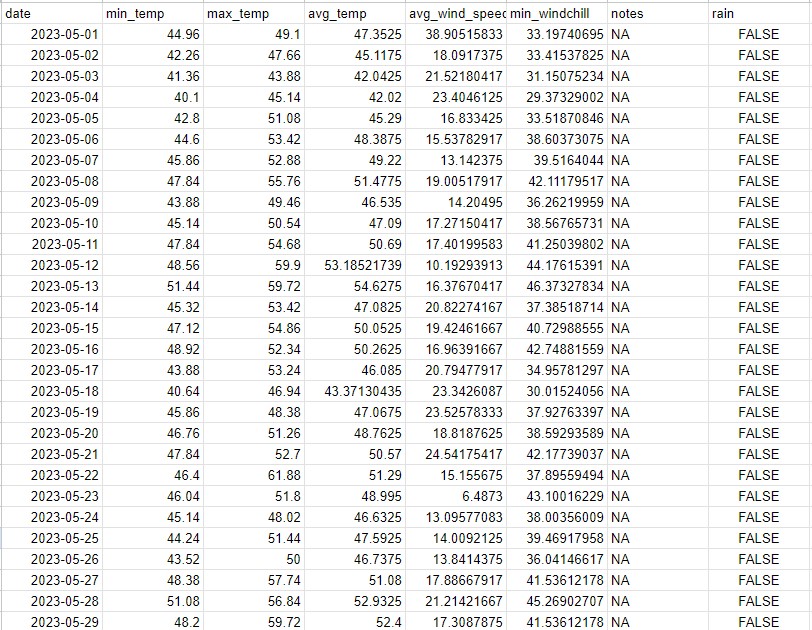 date min_temp max_temp avg_temp avg_wind_speed min_windchill notes rain
2023-05-01 44.96 49.1 47.3525 38.90515833 33.19740695 NA FALSE
2023-05-02 42.26 47.66 45.1175 18.0917375 33.41537825 NA FALSE
2023-05-03 41.36 43.88 42.0425 21.52180417 31.15075234 NA FALSE
2023-05-04 40.1 45.14 42.02 23.4046125 29.37329002 NA FALSE
2023-05-05 42.8 51.08 45.29 16.833425 33.51870846 NA FALSE
2023-05-06 44.6 53.42 48.3875 15.53782917 38.60373075 NA FALSE
2023-05-07 45.86 52.88 49.22 13.142375 39.5164044 NA FALSE
2023-05-08 47.84 55.76 51.4775 19.00517917 42.11179517 NA FALSE
2023-05-09 43.88 49.46 46.535 14.20495 36.26219959 NA FALSE
2023-05-10 45.14 50.54 47.09 17.27150417 38.56765731 NA FALSE
2023-05-11 47.84 54.68 50.69 17.40199583 41.25039802 NA FALSE
2023-05-12 48.56 59.9 53.18521739 10.19293913 44.17615391 NA FALSE
2023-05-13 51.44 59.72 54.6275 16.37670417 46.37327834 NA FALSE
2023-05-14 45.32 53.42 47.0825 20.82274167 37.38518714 NA FALSE
2023-05-15 47.12 54.86 50.0525 19.42461667 40.72988555 NA FALSE
2023-05-16 48.92 52.34 50.2625 16.96391667 42.74881559 NA FALSE
2023-05-17 43.88 53.24 46.085 20.79477917 34.95781297 NA FALSE
2023-05-18 40.64 46.94 43.37130435 23.3426087 30.01524056 NA FALSE
2023-05-19 45.86 48.38 47.0675 23.52578333 37.92763397 NA FALSE
2023-05-20 46.76 51.26 48.7625 18.8187625 38.59293589 NA FALSE
2023-05-21 47.84 52.7 50.57 24.54175417 42.17739037 NA FALSE
2023-05-22 46.4 61.88 51.29 15.155675 37.89559494 NA FALSE
2023-05-23 46.04 51.8 48.995 6.4873 43.10016229 NA FALSE
2023-05-24 45.14 48.02 46.6325 13.09577083 38.00356009 NA FALSE
2023-05-25 44.24 51.44 47.5925 14.0092125 39.46917958 NA FALSE
2023-05-26 43.52 50 46.7375 13.8414375 36.04146617 NA FALSE
2023-05-27 48.38 57.74 51.08 17.88667917 41.53612178 NA FALSE
2023-05-28 51.08 56.84 52.9325 21.21421667 45.26902707 NA FALSE
2023-05-29 48.2 59.72 52.4 17.3087875 41.53612178 NA FALSE